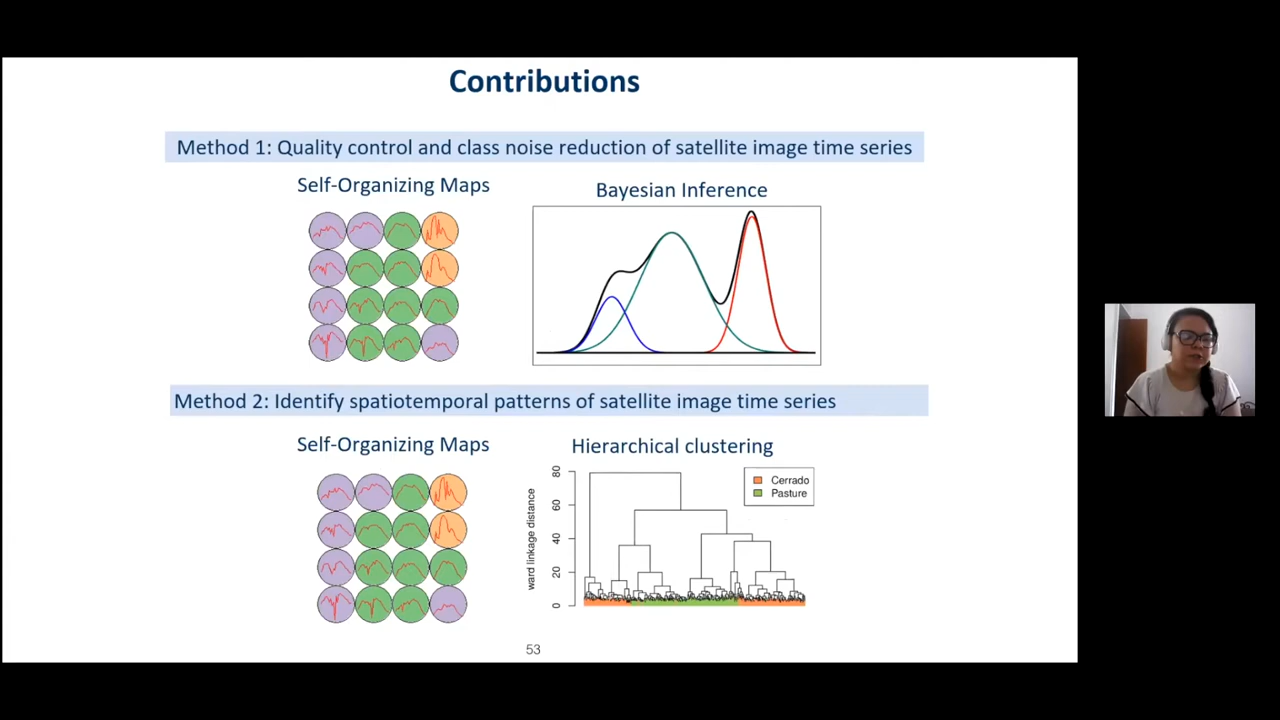 Contributions
Method 1: Quality control and class noise reduction of satellite image time series
Self-Organizing Maps
Bayesian Inference
Method 2: Identify spatiotemporal patterns of satellite image time series
Self-Organizing Maps
Hierarchical clustering
ward linkage distance
80
60
40
20
0
Cerrado
Pasture
53